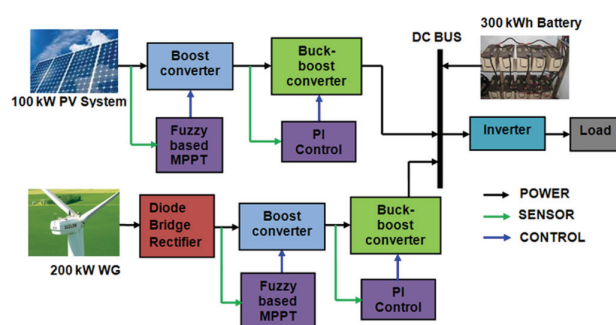 300 kWh Battery
DC BUS
Boost
converter
Buck-
boost
converter
100 kW PV System
Fuzzy
based
MPPT
PI
Control
Inverter
Load
Diode
Bridge
Rectifier
Boost
converter
Buck-
boost
converter
200 kW WG
Fuzzy
based
MPPT
PI
Control
POWER
SENSOR
CONTROL